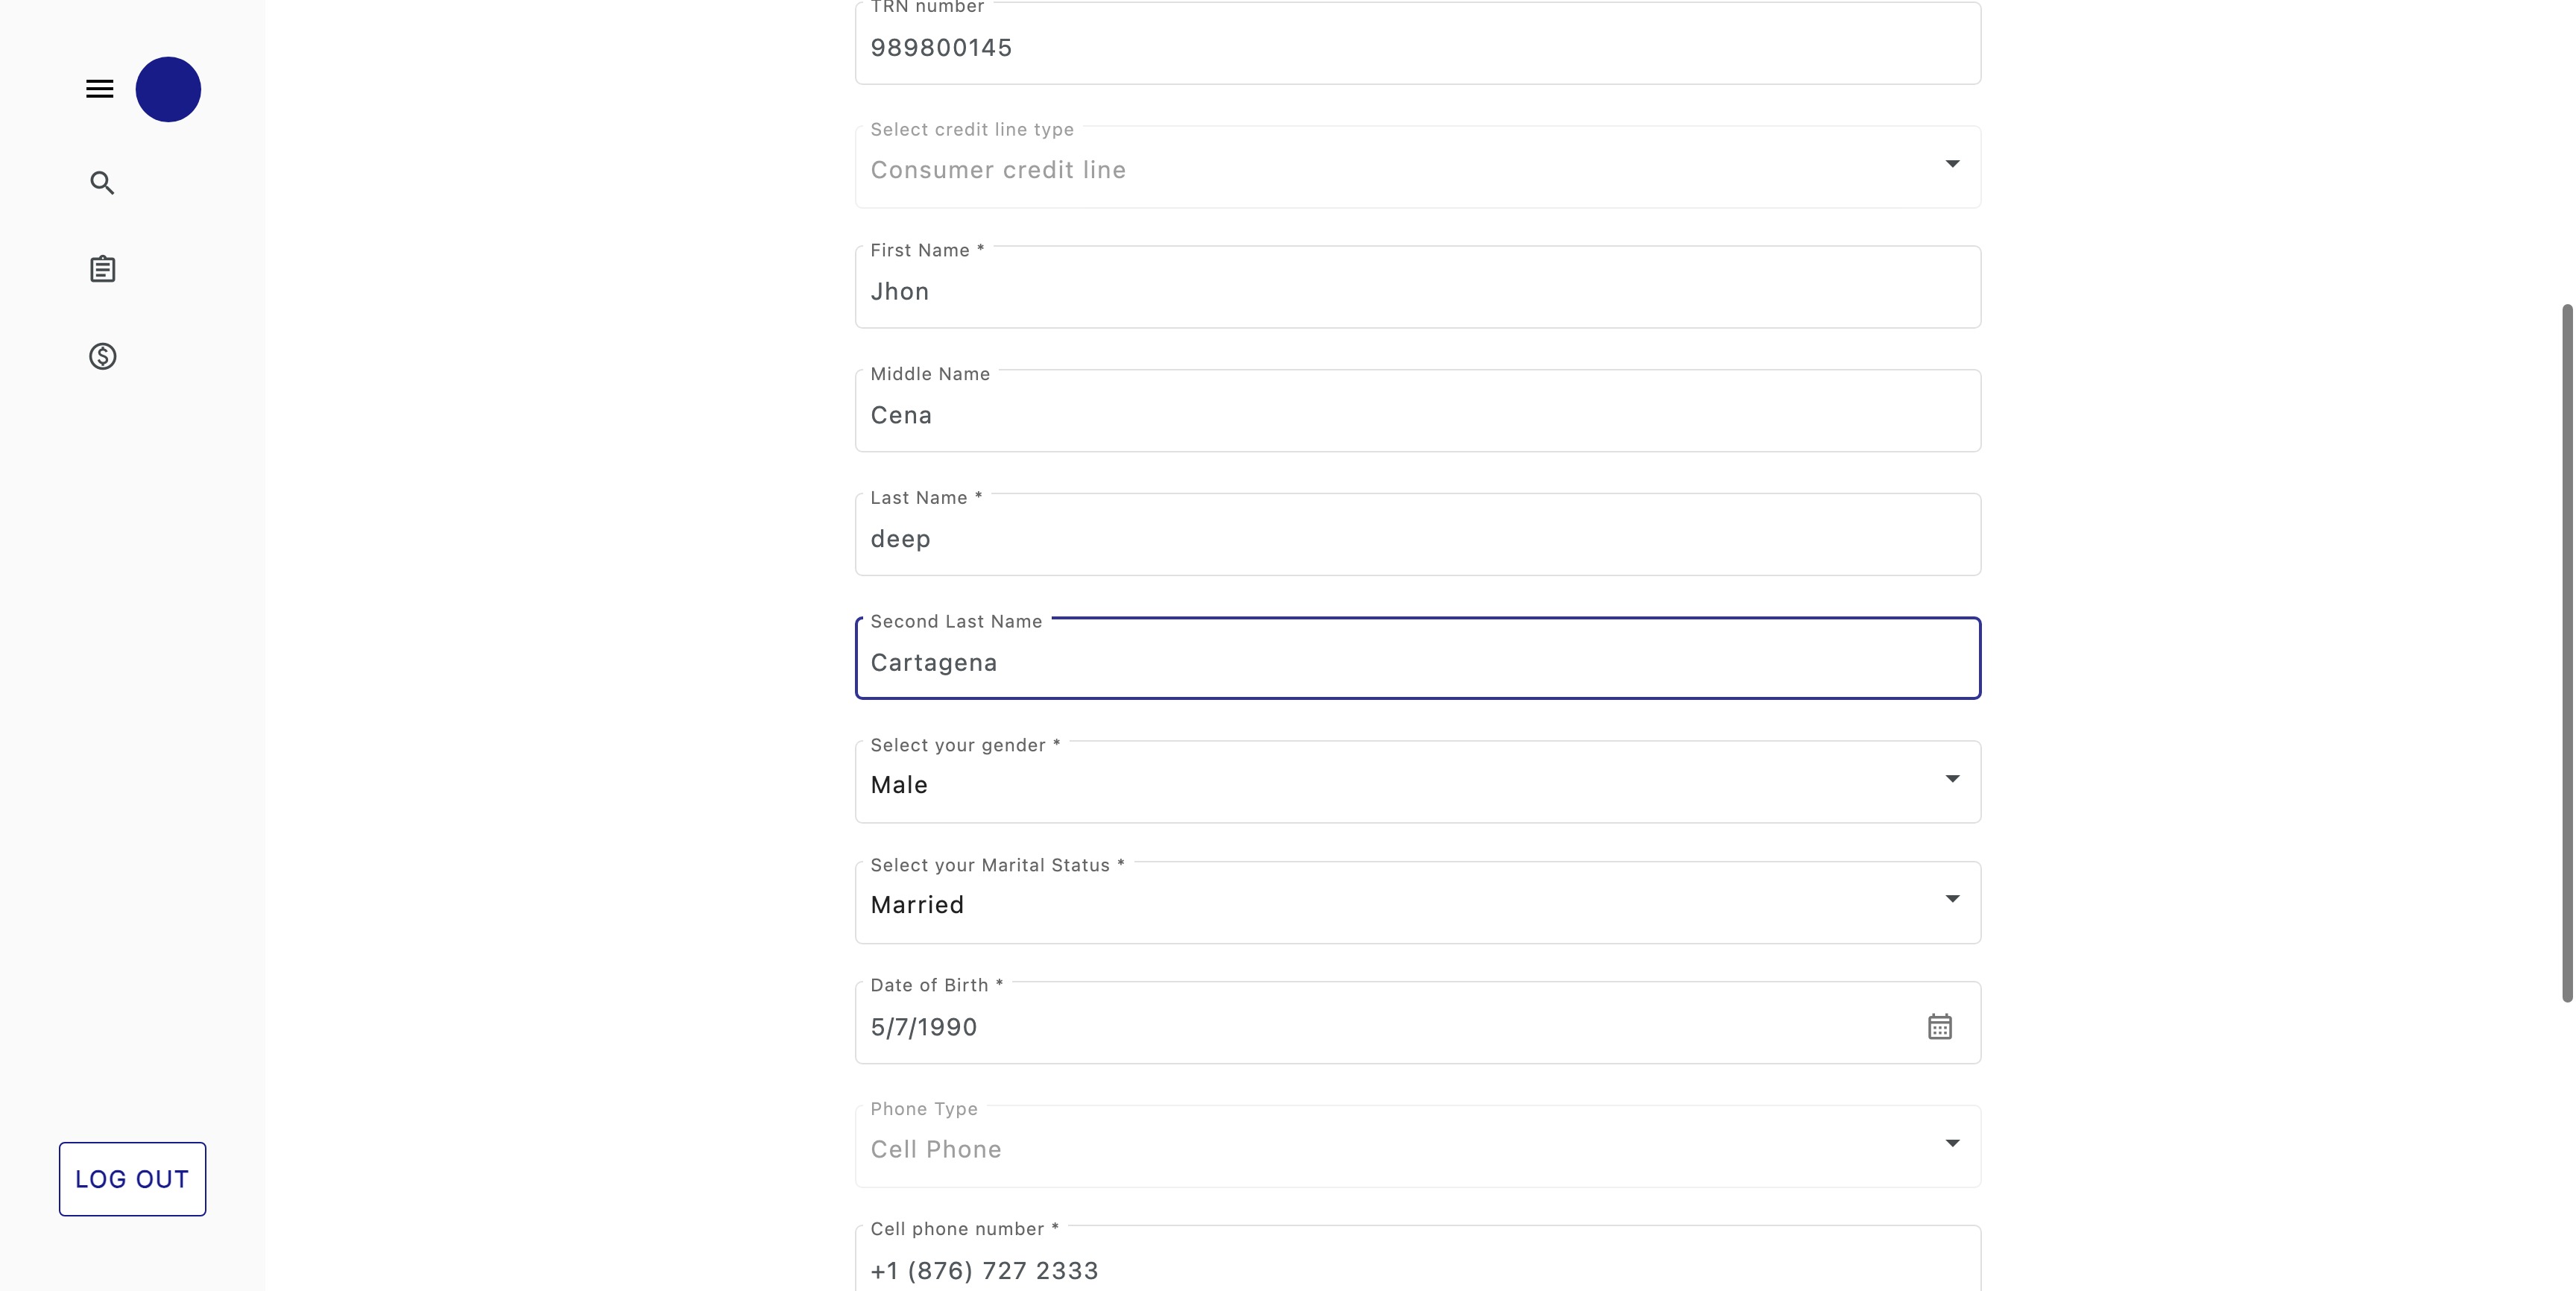 TRN number
989800145
Select credit line type
Consumer credit line
First Name *
Jhon
Middle Name
Cena
Last Name *
deep
Second Last Name
Cartagena
Select your gender *
Male
Select your Marital Status *
Married
Date of Birth *
5/7/1990
Phone Type
Cell Phone
Cell phone number *
+1 (876) 727 2333
LOG OUT